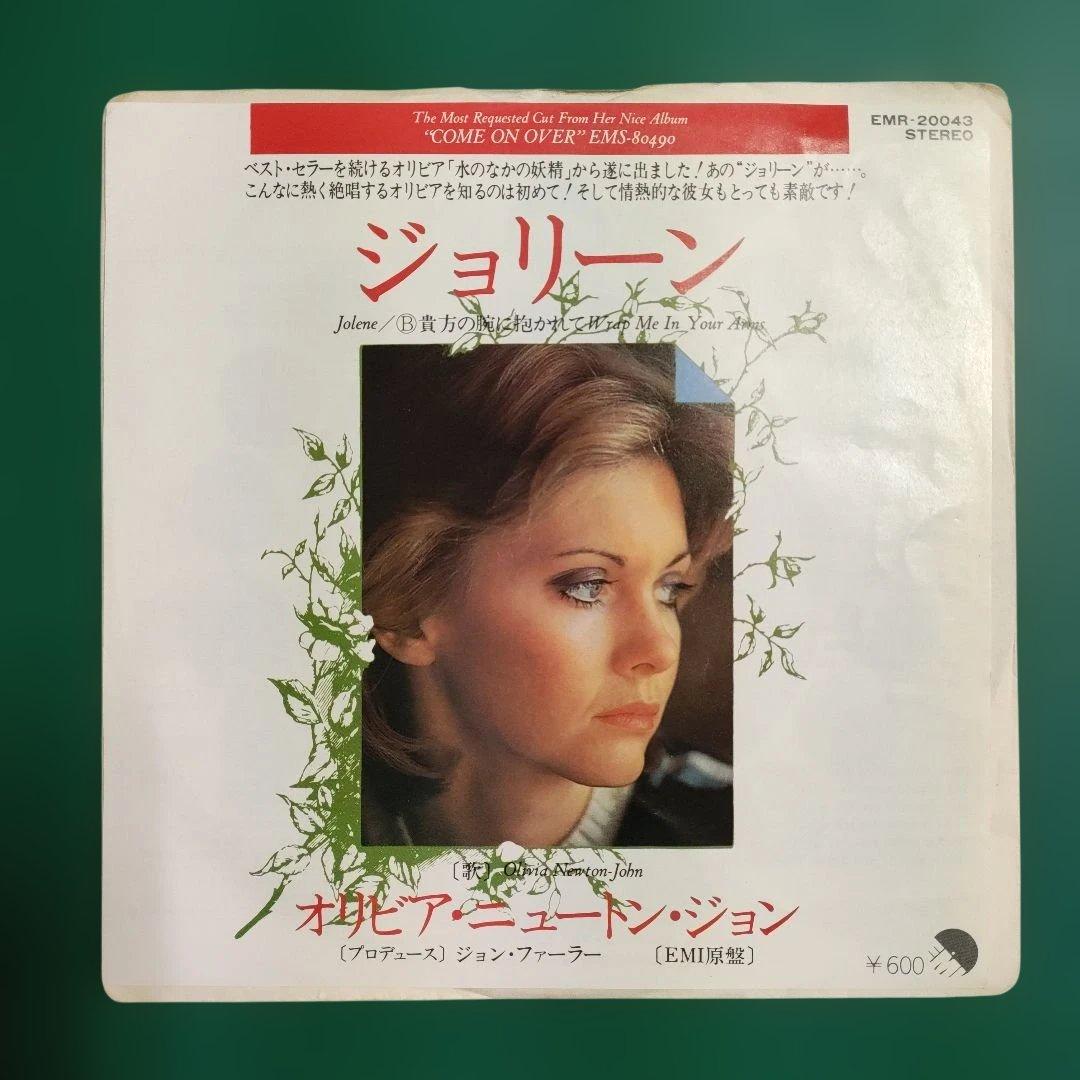 The Most Requested Cut From Her Nice Album
"COME ON OVER" EMS-80490
EMR-20043
STEREO
ベスト・セラーを続けるオリビア「水のなかの妖精」から遂に出ました!あの"ジョリーン"が……。
こんなに熱く絶唱するオリビアを知るのは初めて!そして情熱的な彼女もとっても素敵です!
ジョリーン
Jolene/Ⓑ貴方の腕に抱かれてWrap Me In Your Arms
〔歌〕Olivia Newton-John
オリビア・ニュートン・ジョン
〔プロデュース〕ジョン・ファーラー 〔EMI原盤〕
¥600